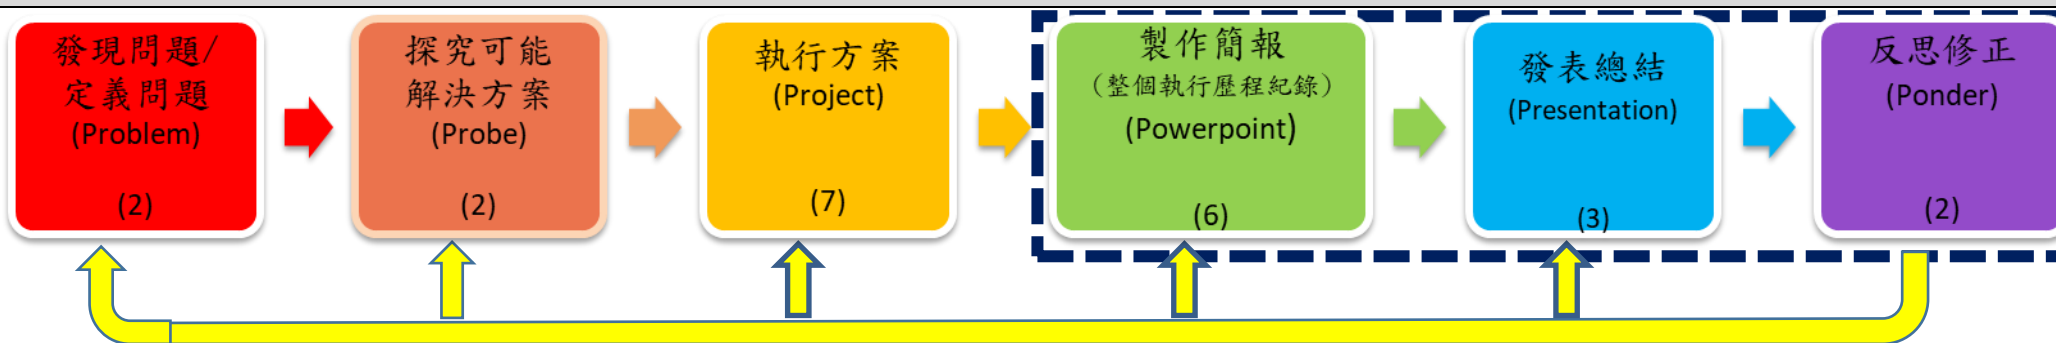 發現問題/
定義問題
(Problem)
(2)
探究可能
解決方案
(Probe)
(2)
執行方案
(Project)
(7)
製作簡報
(整個執行歷程紀錄)
(Powerpoint)
(6)
發表總結
(Presentation)
(3)
反思修正
(Ponder)
(2)